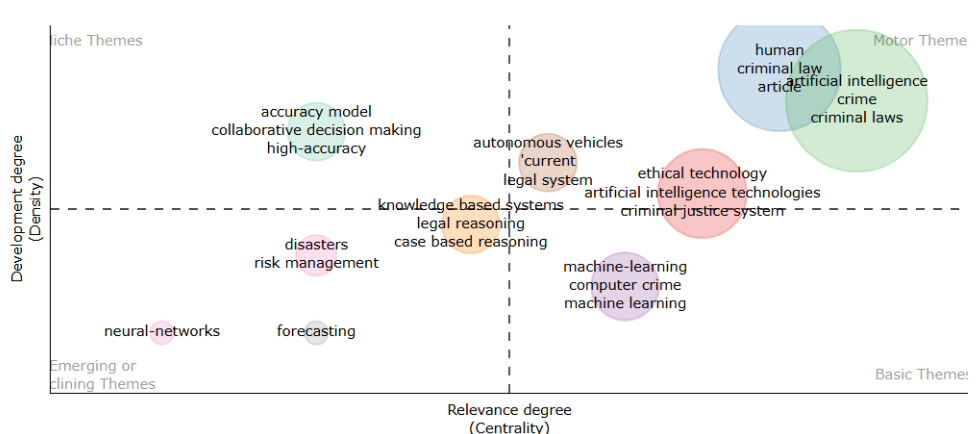 liche Themes
Motor Theme
human
criminal law
article
artificial intelligence
crime
criminal laws
accuracy model
collaborative decision making
high-accuracy
autonomous vehicles
'current
legal system
ethical technology
artificial intelligence technologies
criminal justice system
knowledge based systems
legal reasoning
case based reasoning
disasters
risk management
machine-learning
computer crime
machine learning
neural-networks
forecasting
Emerging or
clining Themes
Basic Themes
Development degree
(Density)
Relevance degree
(Centrality)